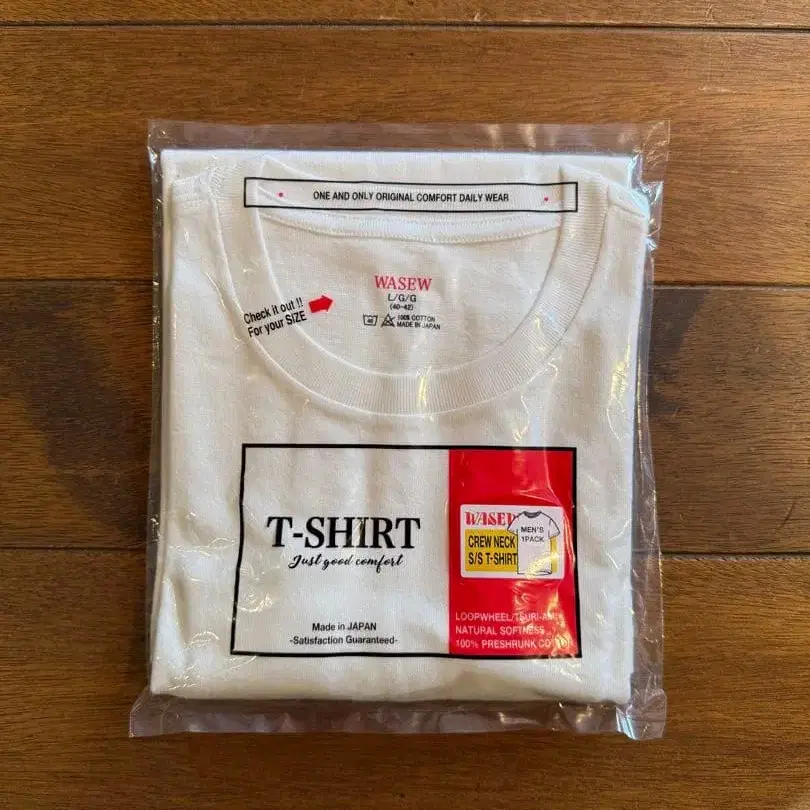 ONE AND ONLY ORIGINAL COMFORT DAILY WEAR
WASEW
L/G/G
(40-42)
100% COTTON
MADE IN JAPAN
Check it out !!
For your SIZE
T-SHIRT
Just good comfort
Made in JAPAN
-Satisfaction Guaranteed-
WASEW
MEN'S
1PACK
CREW NECK
S/S T-SHIRT
LOOPWHEEL/TSURI-AMI
NATURAL SOFTNESS
100% PRESHRUNK